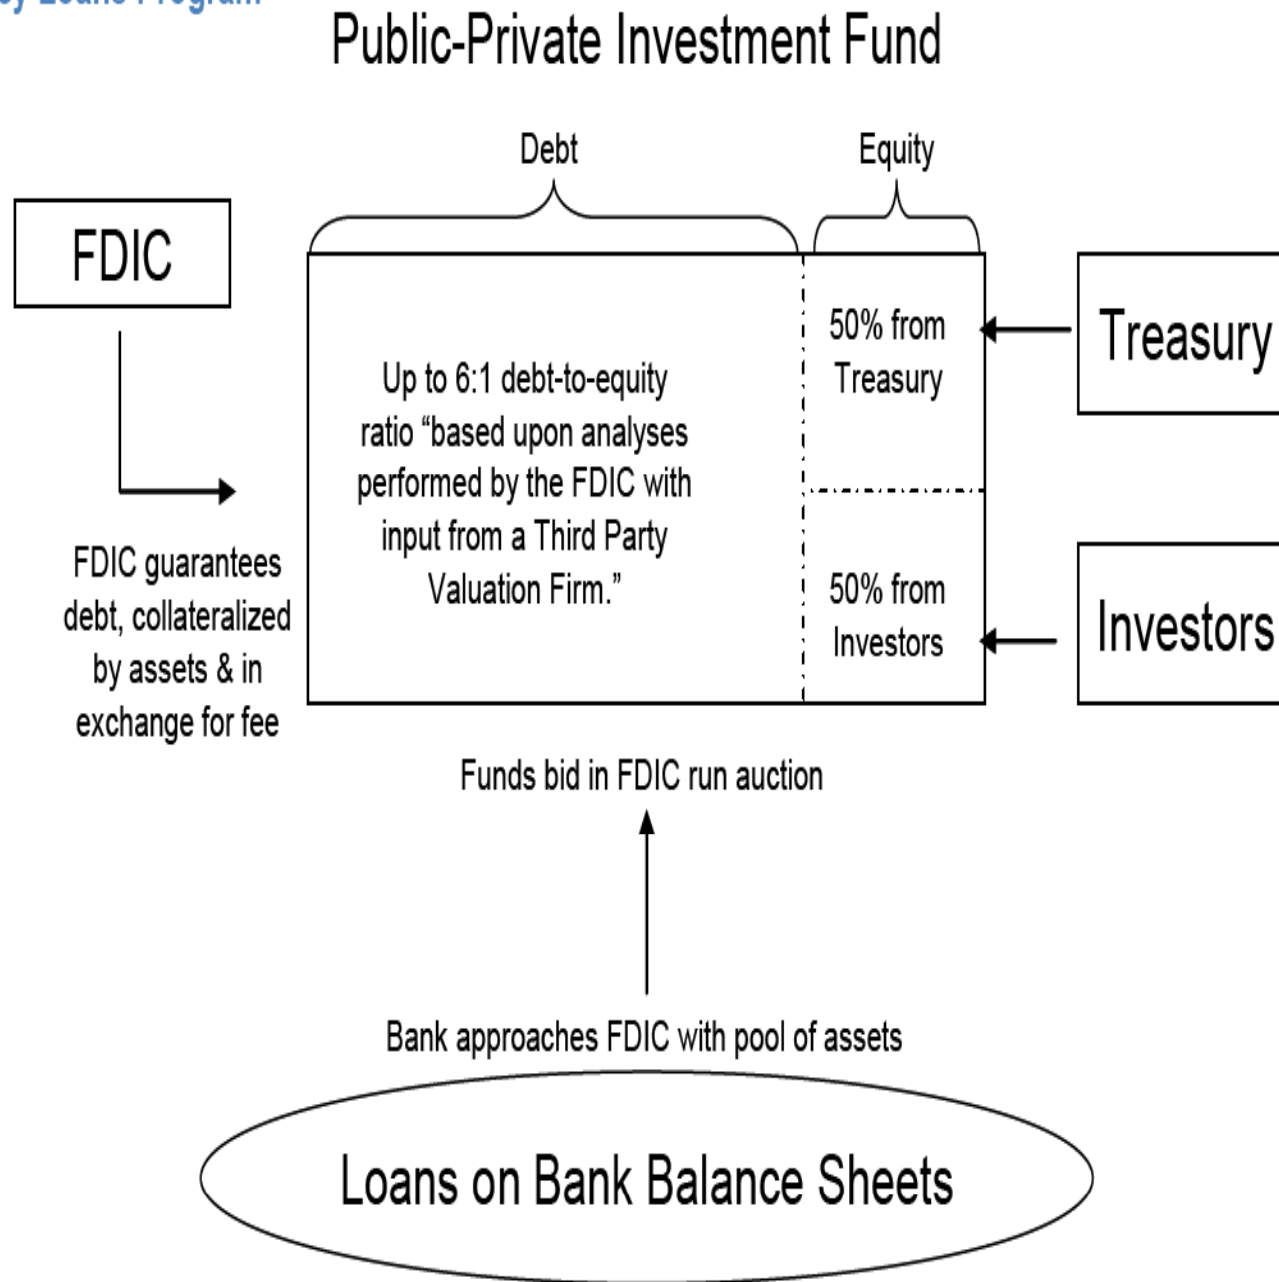 Loans Program
Public-Private Investment Fund
Debt
Equity
FDIC
50% from
Treasury
Treasury
Up to 6:1 debt-to-equity
ratio “based upon analyses
performed by the FDIC with
input from a Third Party
Valuation Firm.”
FDIC guarantees
debt, collateralized
by assets & in
exchange for fee
50% from
Investors
Investors
Funds bid in FDIC run auction
Bank approaches FDIC with pool of assets
Loans on Bank Balance Sheets